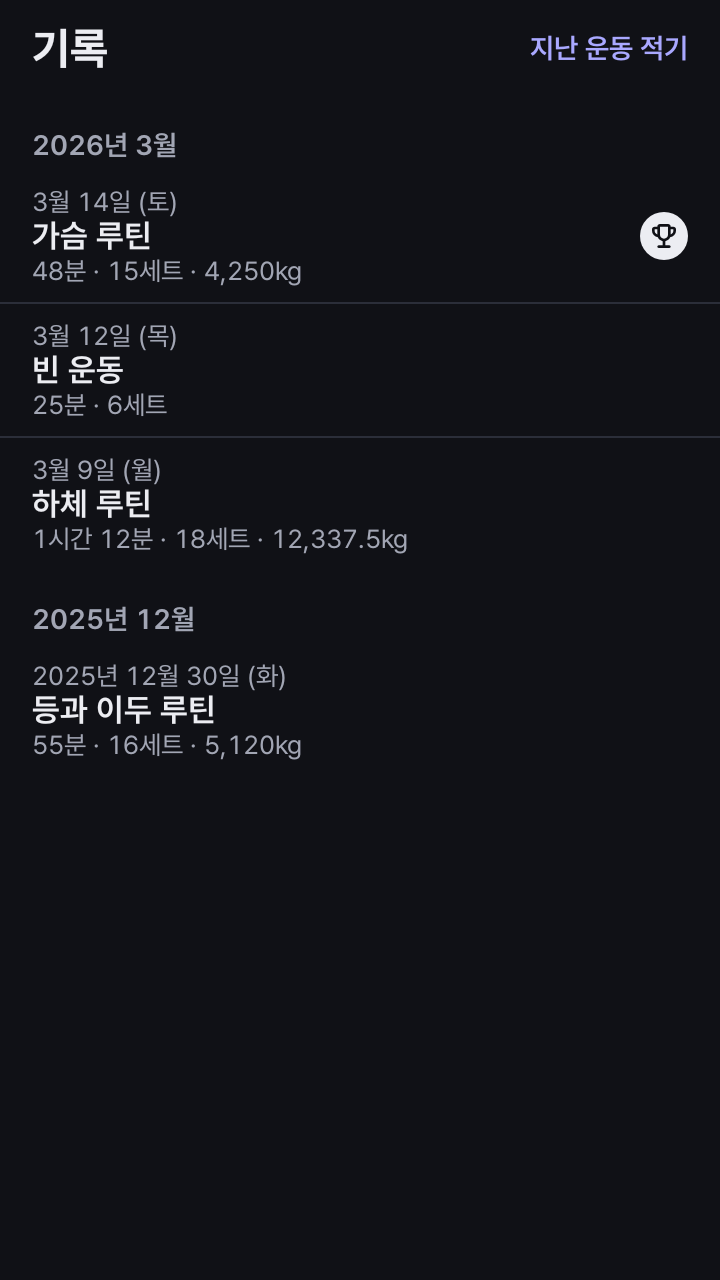 기록
지난 운동 적기
2026년 3월
3월 14일 (토)
가슴 루틴
48분 · 15세트 · 4,250kg
3월 12일 (목)
빈 운동
25분 · 6세트
3월 9일 (월)
하체 루틴
1시간 12분 · 18세트 · 12,337.5kg
2025년 12월
2025년 12월 30일 (화)
등과 이두 루틴
55분 · 16세트 · 5,120kg